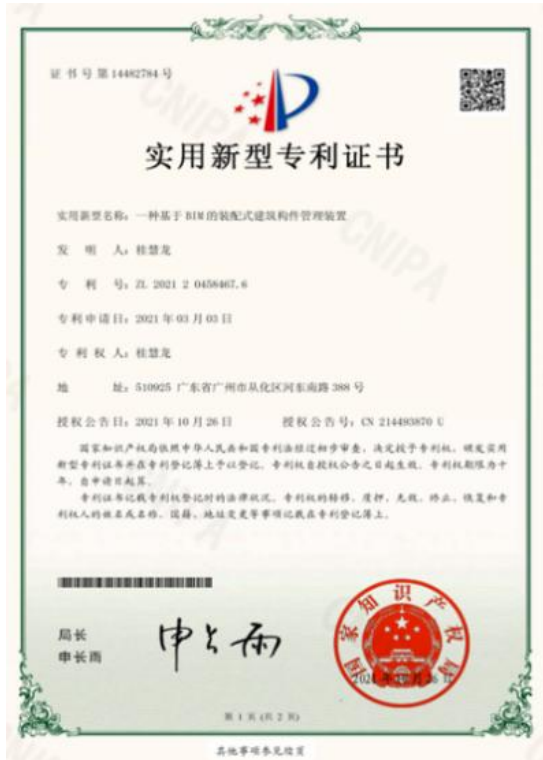 证书号第14482784号
实用新型专利证书
实用新型名称：一种基于BIM的装配式建筑构件管理装置
发 明 人：桂慧龙
专 利 号：ZL 2021 2 0458467.6
专利申请日：2021年03月03日
专 利 权 人：桂慧龙
地 址：510925 广东省广州市从化区河东南路388号
授权公告日：2021年10月26日 授权公告号：CN 214493870 U
国家知识产权局依照中华人民共和国专利法经过初步审查，决定授予专利权，颁发实用
新型专利证书并在专利登记簿上予以登记。专利权自授权公告之日起生效。专利权期限为十
年，自申请日起算。
专利证书记载专利权登记时的法律状况。专利权的转移、质押、无效、终止、恢复和专
利权人的姓名或名称、国籍、地址变更等事项记载在专利登记簿上。
局长
申长雨
申长雨
国家知识产权局
2021年10月26日
第 1 页 (共 2 页)
其他事项参见续页
CNIPA
CNIPA
CNIPA